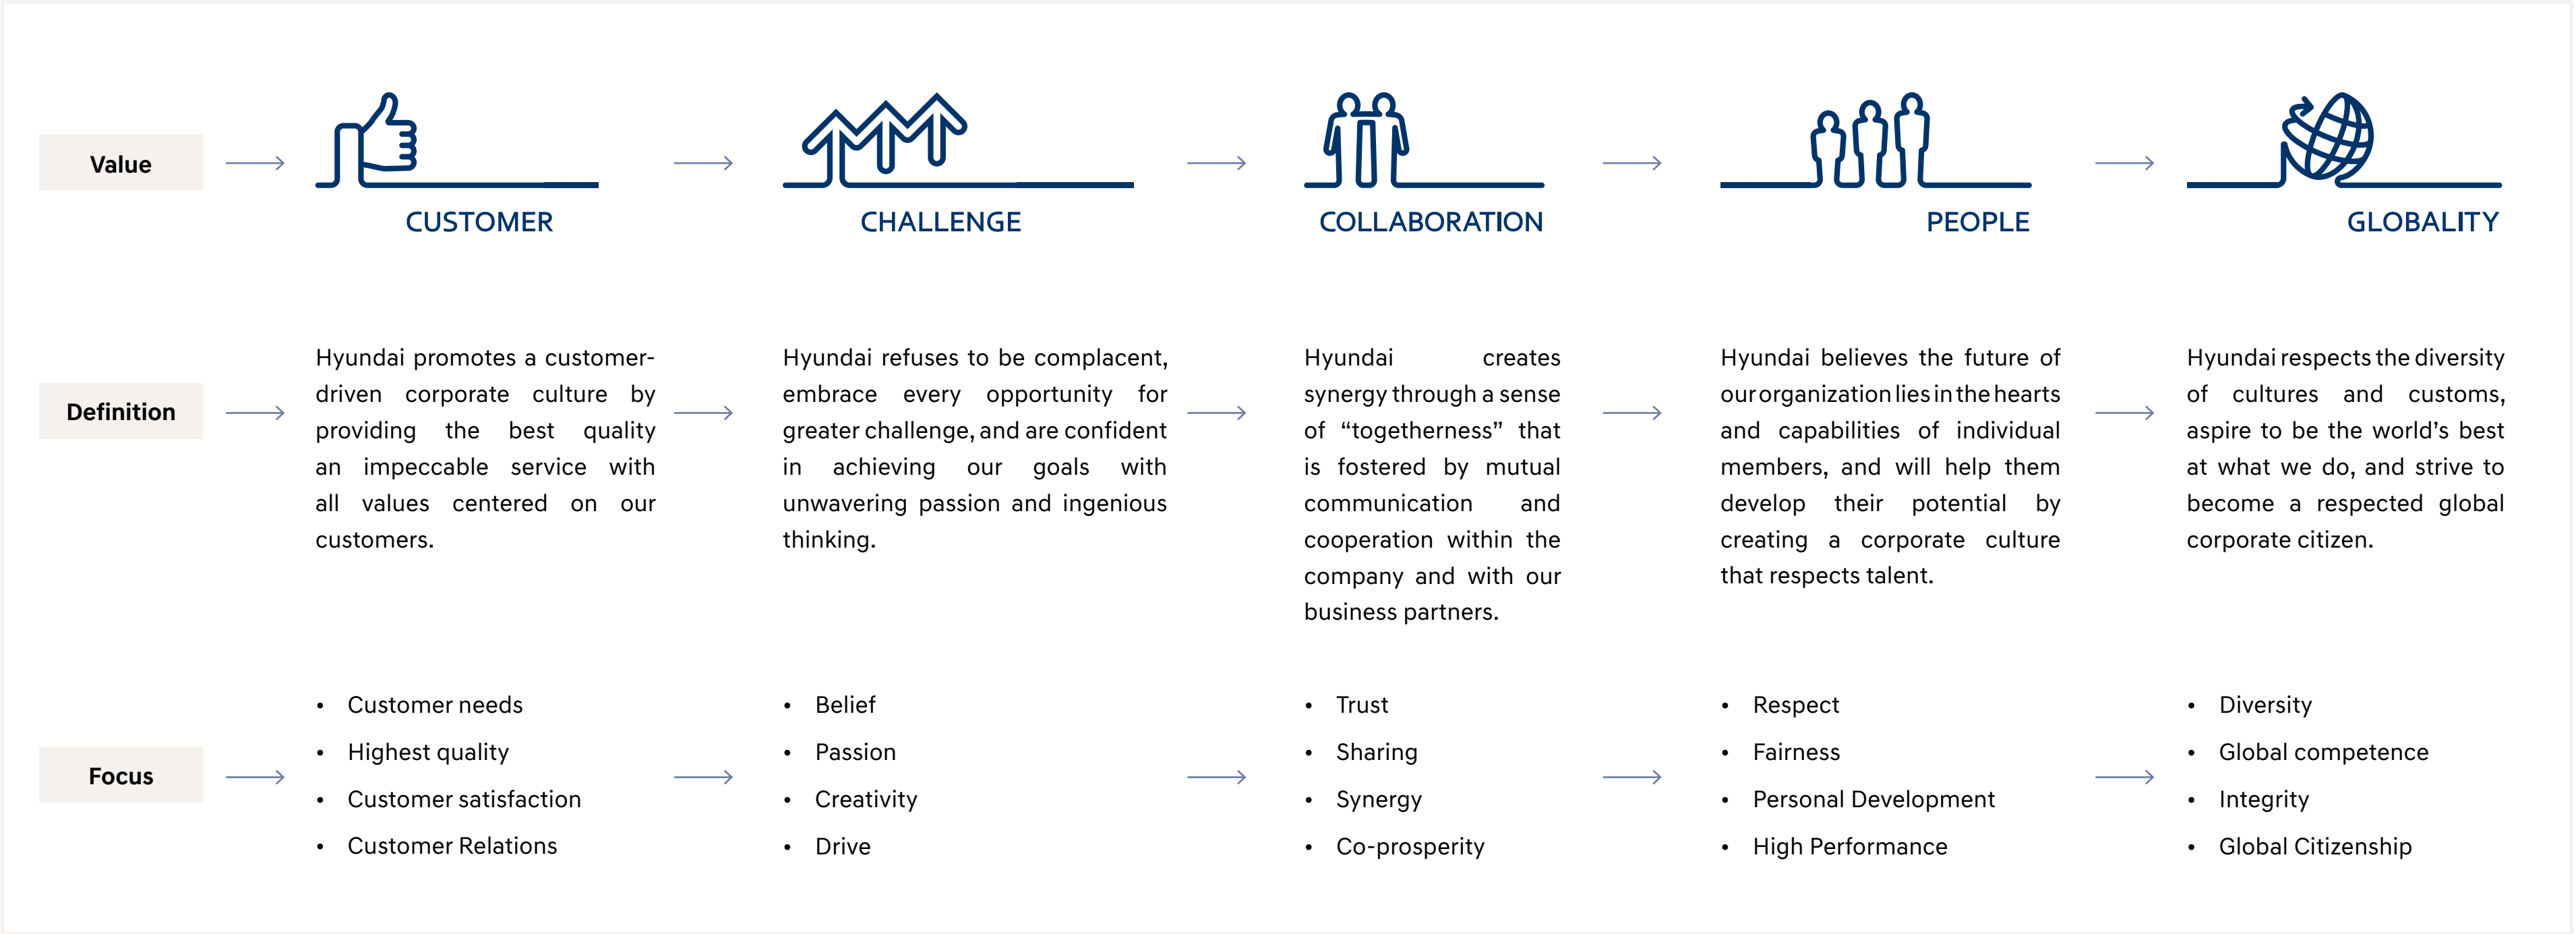 Value
CUSTOMER
CHALLENGE
COLLABORATION
PEOPLE
GLOBALITY
Definition
Hyundai promotes a customer-
driven corporate culture by
providing the best quality
an impeccable service with
all values centered on our
customers.
Hyundai refuses to be complacent,
embrace every opportunity for
greater challenge, and are confident
in achieving our goals with
unwavering passion and ingenious
thinking.
Hyundai creates
synergy through a sense
of “togetherness” that
is fostered by mutual
communication and
cooperation within the
company and with our
business partners.
Hyundai believes the future of
our organization lies in the hearts
and capabilities of individual
members, and will help them
develop their potential by
creating a corporate culture
that respects talent.
Hyundai respects the diversity
of cultures and customs,
aspire to be the world’s best
at what we do, and strive to
become a respected global
corporate citizen.
Focus
• Customer needs
• Highest quality
• Customer satisfaction
• Customer Relations
• Belief
• Passion
• Creativity
• Drive
• Trust
• Sharing
• Synergy
• Co-prosperity
• Respect
• Fairness
• Personal Development
• High Performance
• Diversity
• Global competence
• Integrity
• Global Citizenship